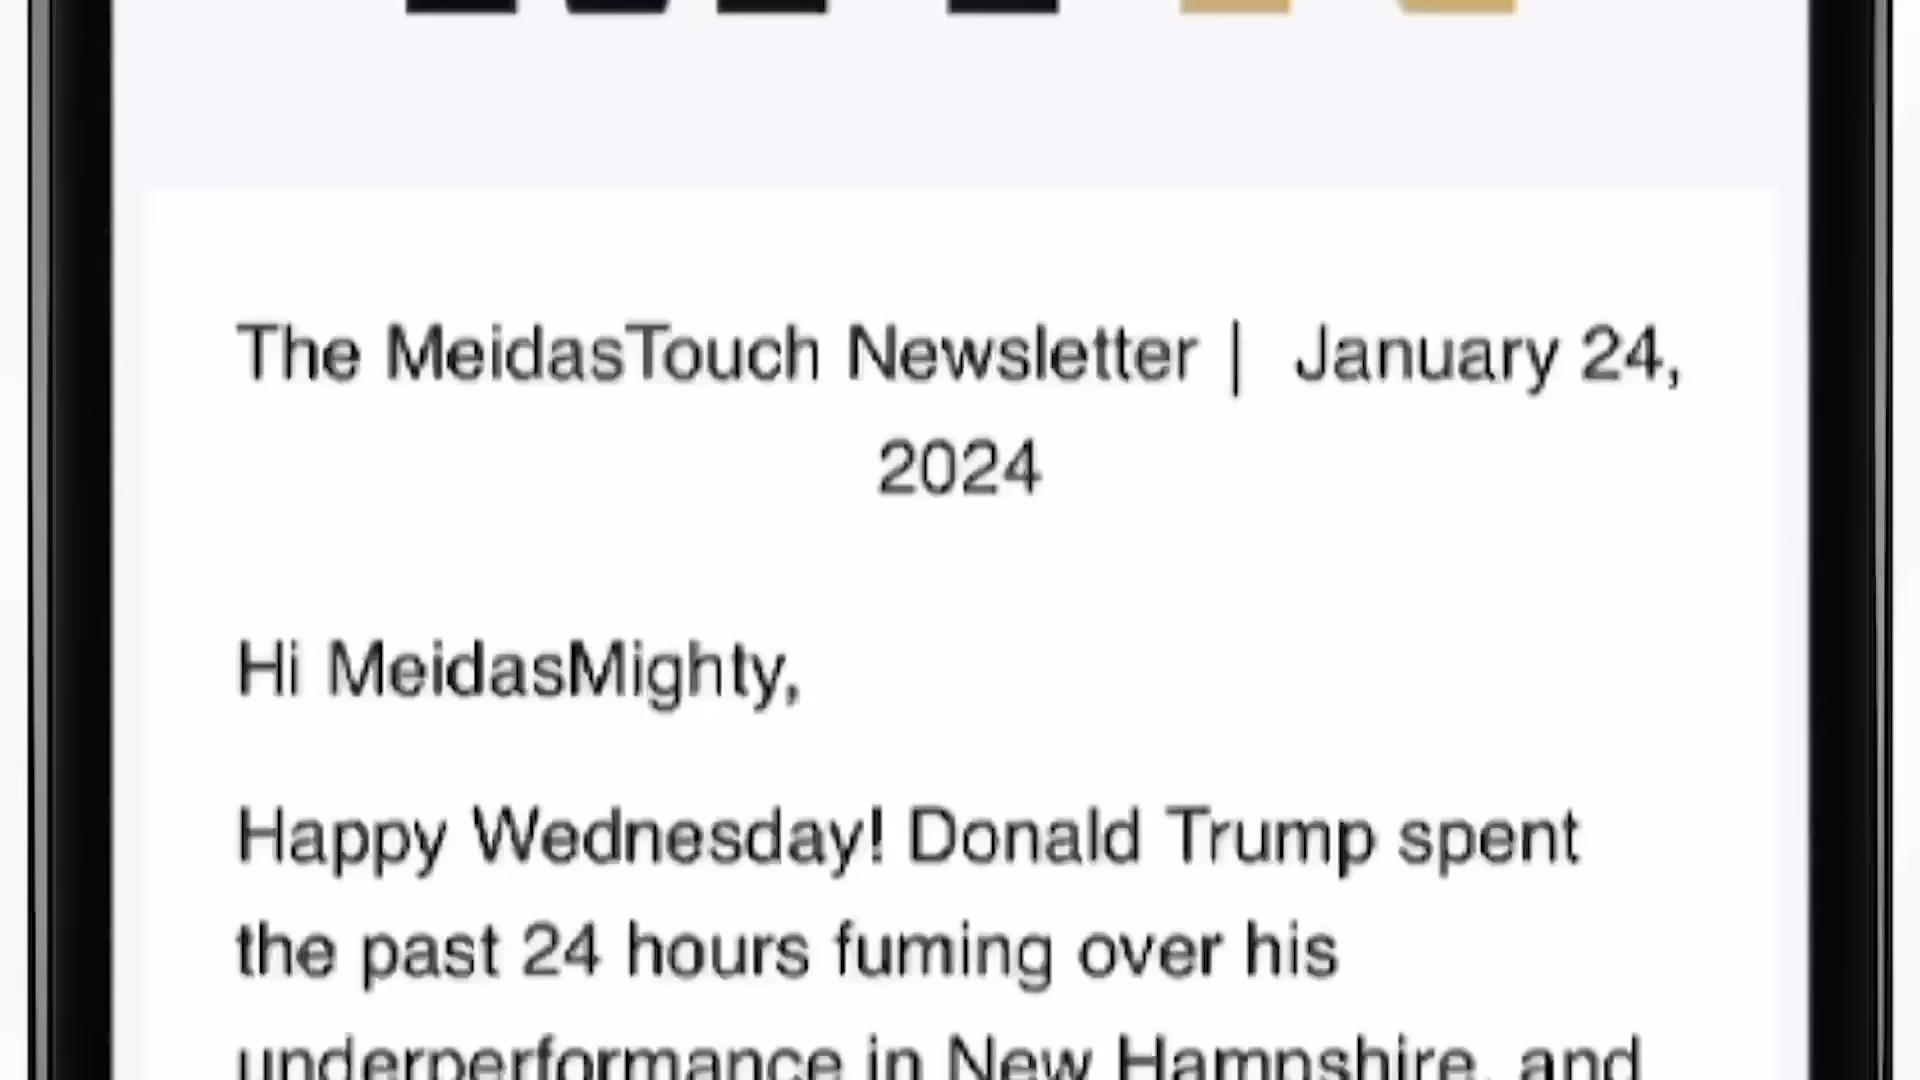 The MeidasTouch Newsletter | January 24,
2024
Hi MeidasMighty,
Happy Wednesday! Donald Trump spent
the past 24 hours fuming over his
underperformance in New Hampshire, and